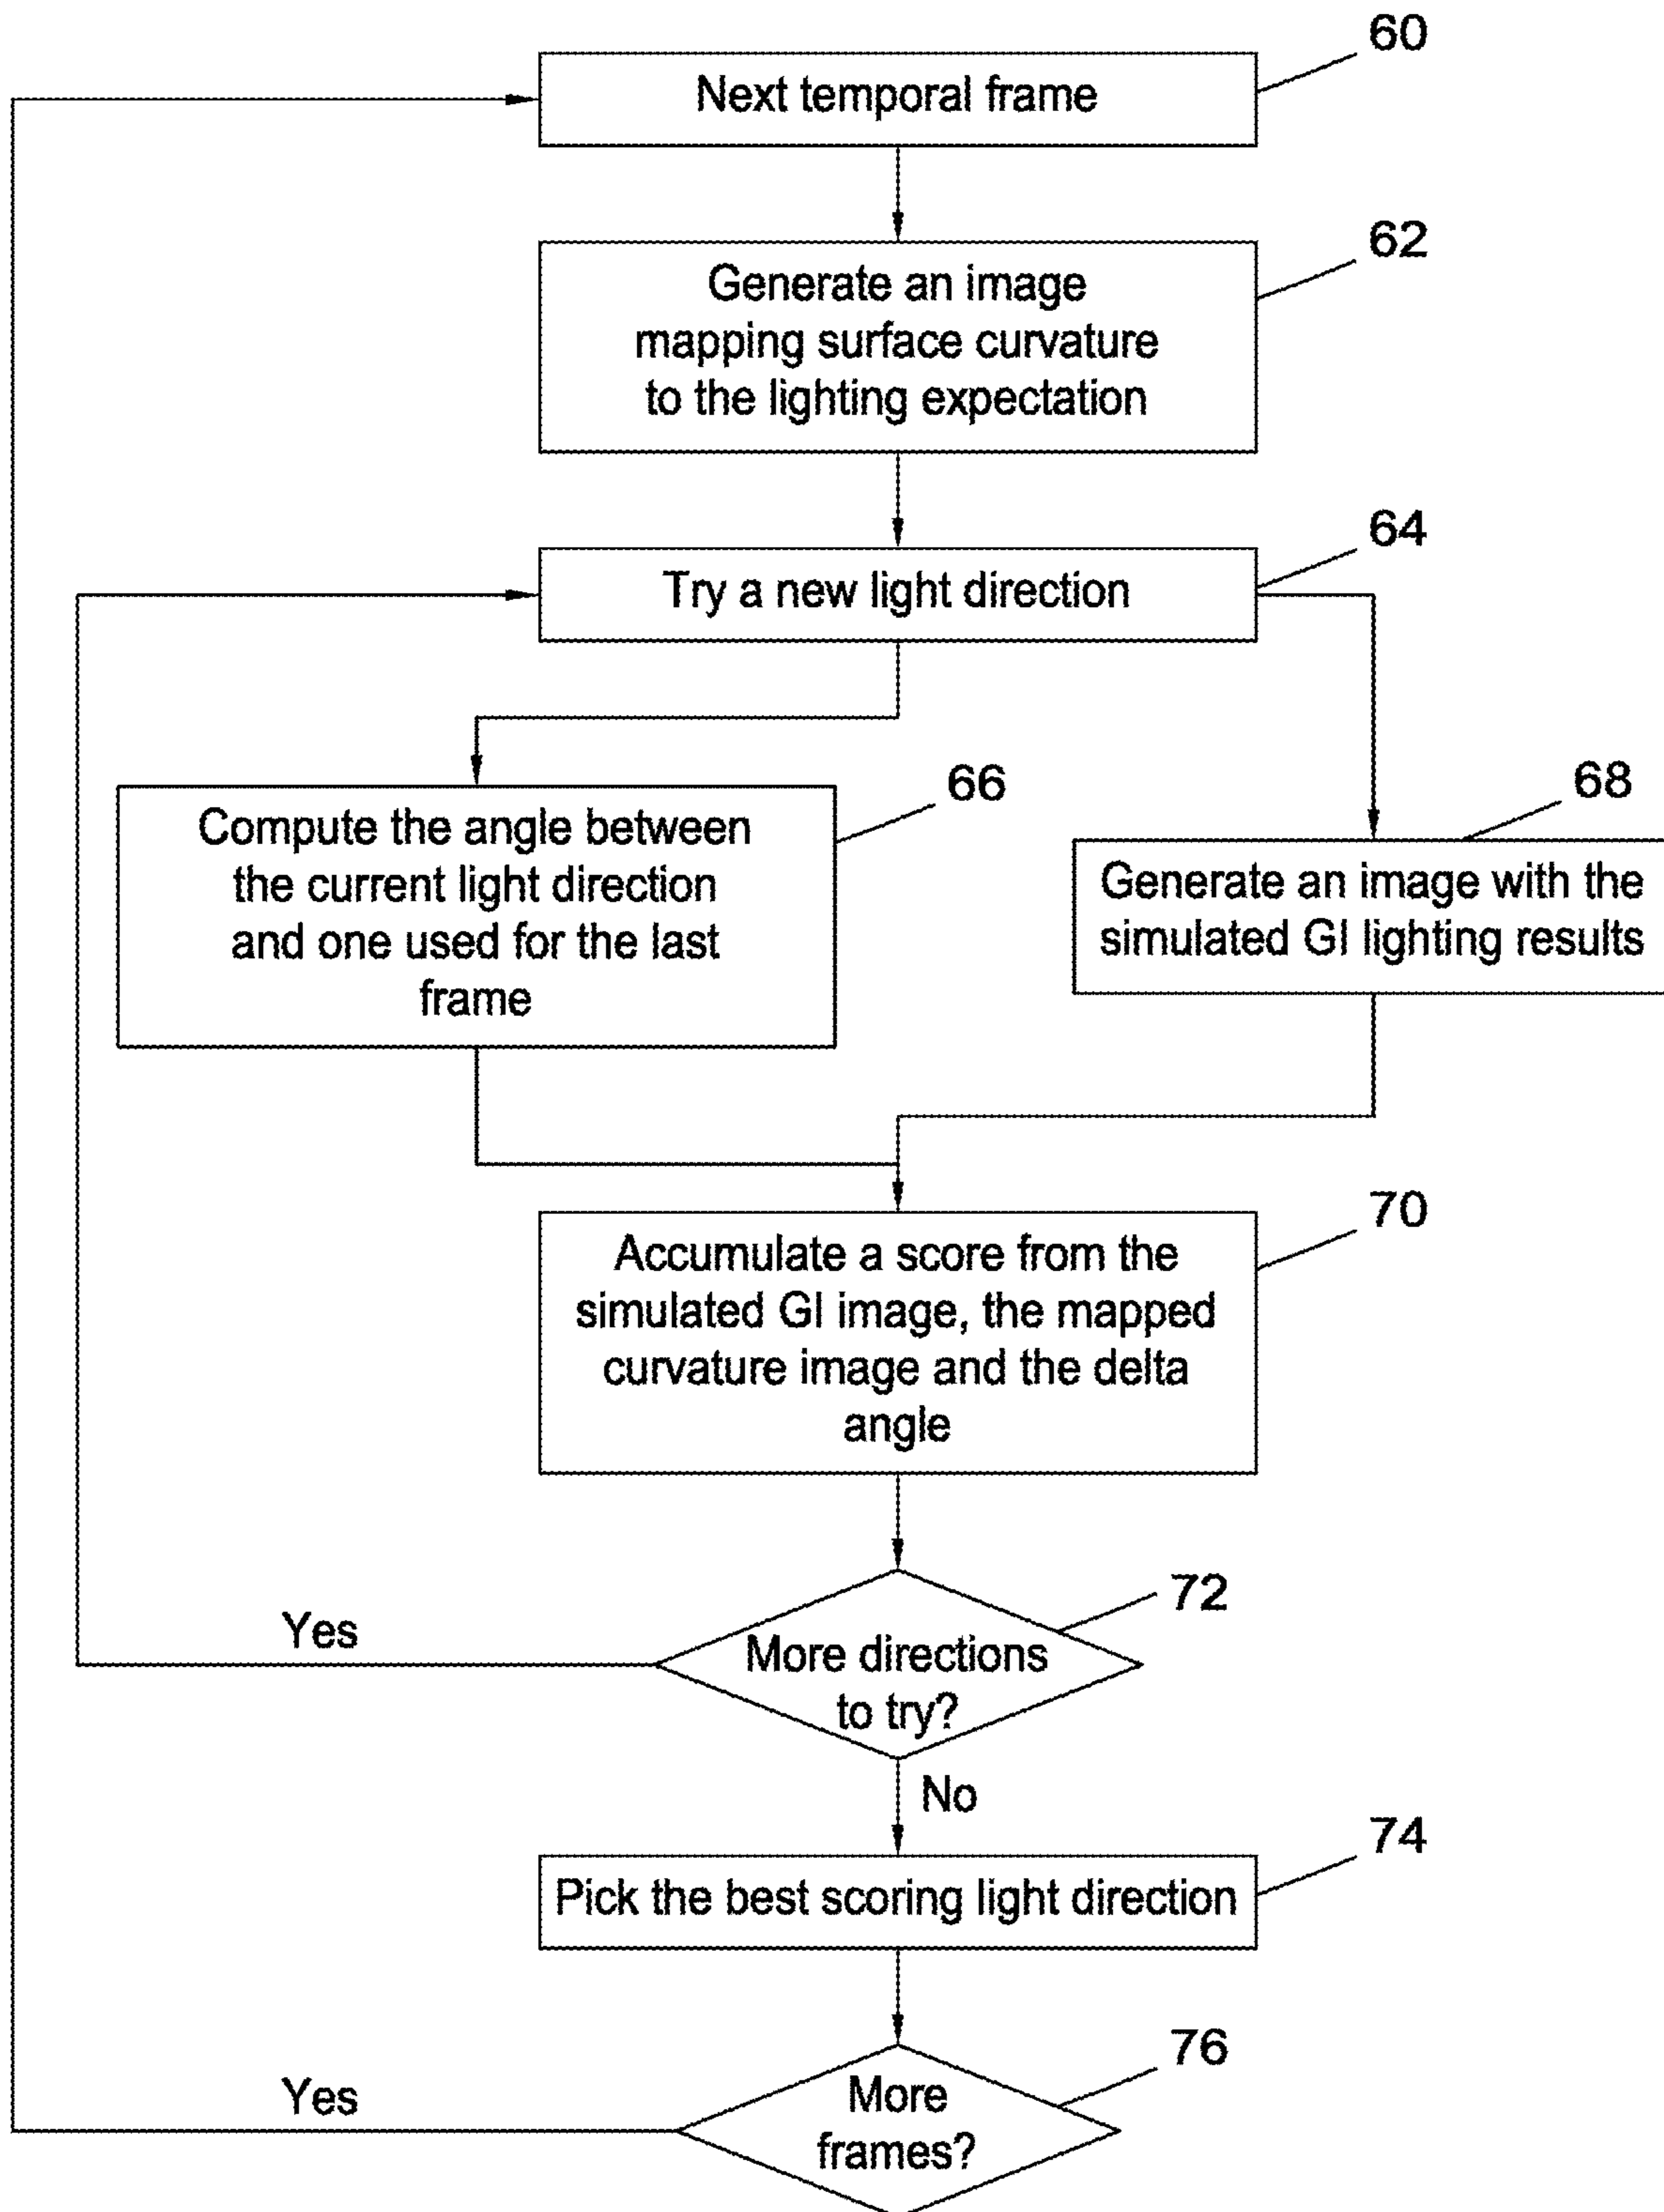 60
Next temporal frame
62
Generate an image
mapping surface curvature
to the lighting expectation
64
Try a new light direction
66
Compute the angle between
the current light direction
and one used for the last
frame
68
Generate an image with the
simulated GI lighting results
70
Accumulate a score from the
simulated GI image, the mapped
curvature image and the delta
angle
72
Yes
More directions
to try?
No
74
Pick the best scoring light direction
76
Yes
More
frames?